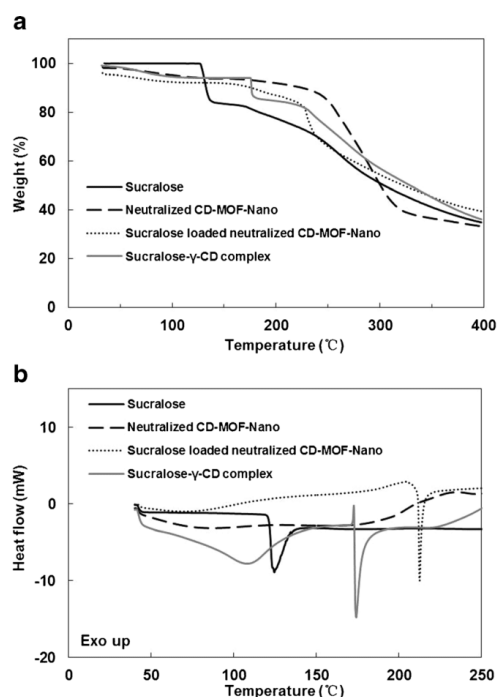 a
120
100
80
60
40
20
0
Weight (%)
Sucralose
Neutralized CD-MOF-Nano
Sucralose loaded neutralized CD-MOF-Nano
Sucralose-γ-CD complex
0 100 200 300 400
Temperature (℃)
b
20
10
0
-10
-20
Heat flow (mW)
Sucralose
Neutralized CD-MOF-Nano
Sucralose loaded neutralized CD-MOF-Nano
Sucralose-γ-CD complex
Exo up
0 50 100 150 200 250
Temperature (℃)